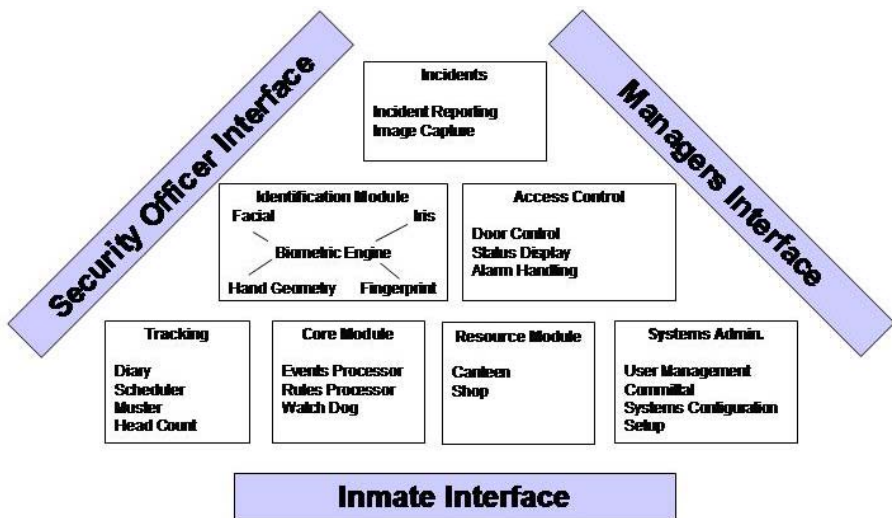 Security Officer Interface
Managers Interface
Incidents
Incident Reporting
Image Capture
Identification Module
Facial Iris
Biometric Engine
Hand Geometry Fingerprint
Access Control
Door Control
Status Display
Alarm Handling
Tracking
Diary
Scheduler
Muster
Head Count
Core Module
Events Processor
Rules Processor
Watch Dog
Resource Module
Canteen
Shop
Systems Admin.
User Management
Committal
Systems Configuration
Setup
Inmate Interface